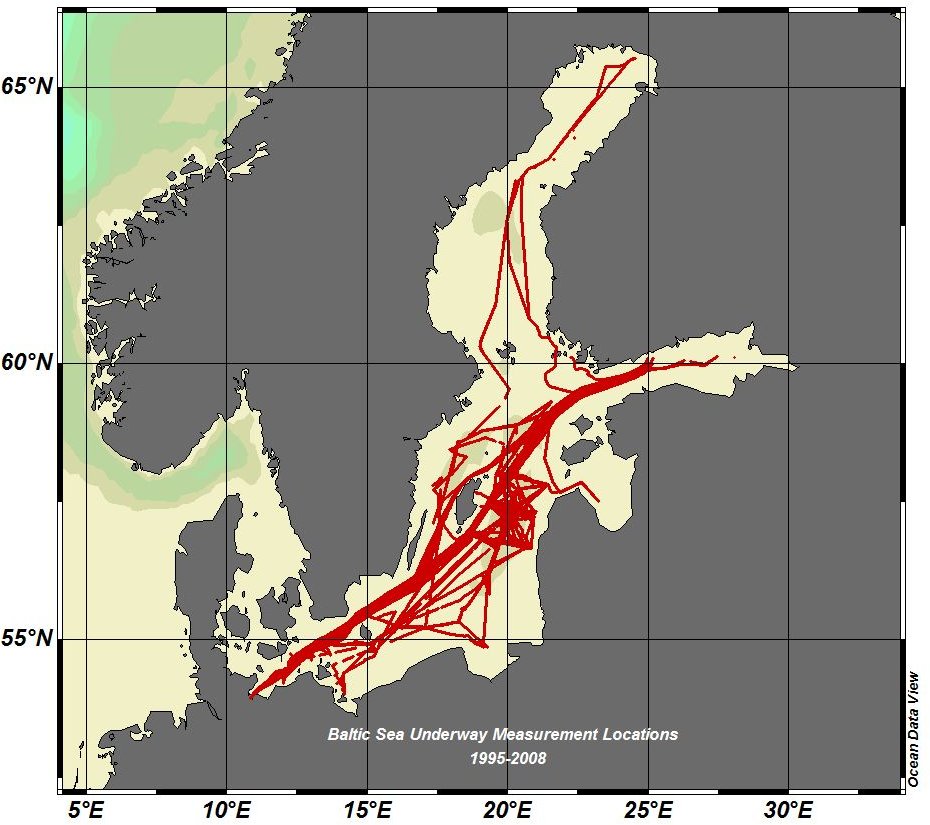 65°N
60°N
55°N
Baltic Sea Underway Measurement Locations
1995-2008
Ocean Data View
5°E 10°E 15°E 20°E 25°E 30°E